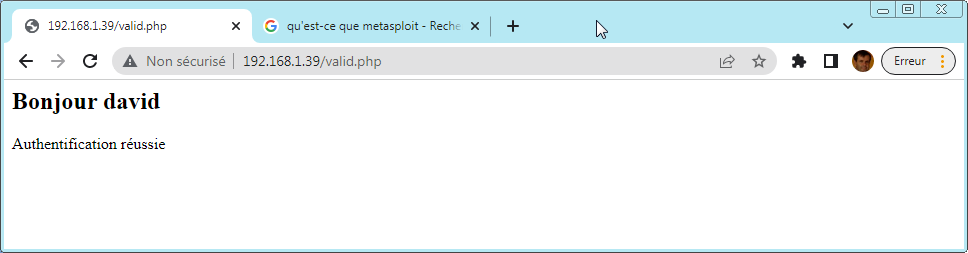 192.168.1.39/valid.php
qu'est-ce que metasploit - Reche
Non sécurisé
192.168.1.39/valid.php
Erreur
Bonjour david
Authentification réussie